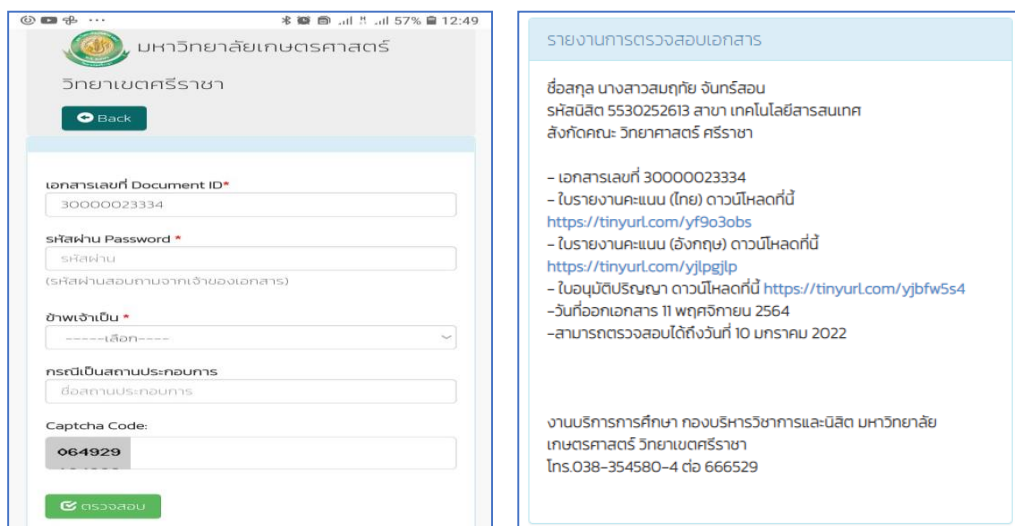 57% 12:49
มหาวิทยาลัยเกษตรศาสตร์
วิทยาเขตศรีราชา
Back
เอกสารเลขที่ Document ID*
30000023334
รหัสผ่าน Password *
รหัสผ่าน
(รหัสผ่านสอบถามจากเจ้าของเอกสาร)
ข้าพเจ้าเป็น *
-----เลือก----
กรณีเป็นสถานประกอบการ
ชื่อสถานประกอบการ
Captcha Code:
064929
ตรวจสอบ
รายงานการตรวจสอบเอกสาร
ชื่อสกุล นางสาวสมฤทัย จันทร์สอน
รหัสนิสิต 5530252613 สาขา เทคโนโลยีสารสนเทศ
สังกัดคณะ วิทยาศาสตร์ ศรีราชา
- เอกสารเลขที่ 30000023334
- ใบรายงานคะแนน (ไทย) ดาวน์โหลดที่นี้
https://tinyurl.com/yf9o3obs
- ใบรายงานคะแนน (อังกฤษ) ดาวน์โหลดที่นี้
https://tinyurl.com/yjlpgjlp
- ใบอนุมัติปริญญา ดาวน์โหลดที่นี้ https://tinyurl.com/yjbfw5s4
-วันที่ออกเอกสาร 11 พฤศจิกายน 2564
-สามารถตรวจสอบได้ถึงวันที่ 10 มกราคม 2022
งานบริการการศึกษา กองบริหารวิชาการและนิสิต มหาวิทยาลัย
เกษตรศาสตร์ วิทยาเขตศรีราชา
โทร.038-354580-4 ต่อ 666529